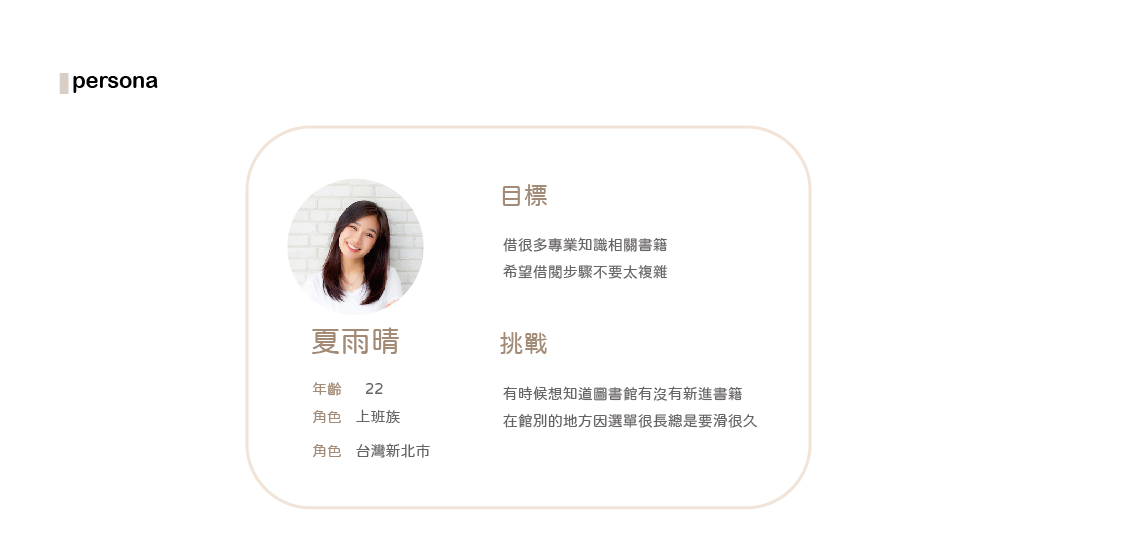 persona
夏雨晴
年齡 22
角色 上班族
角色 台灣新北市
目標
借很多專業知識相關書籍
希望借閱步驟不要太複雜
挑戰
有時候想知道圖書館有沒有新進書籍
在館別的地方因選單很長總是要滑很久